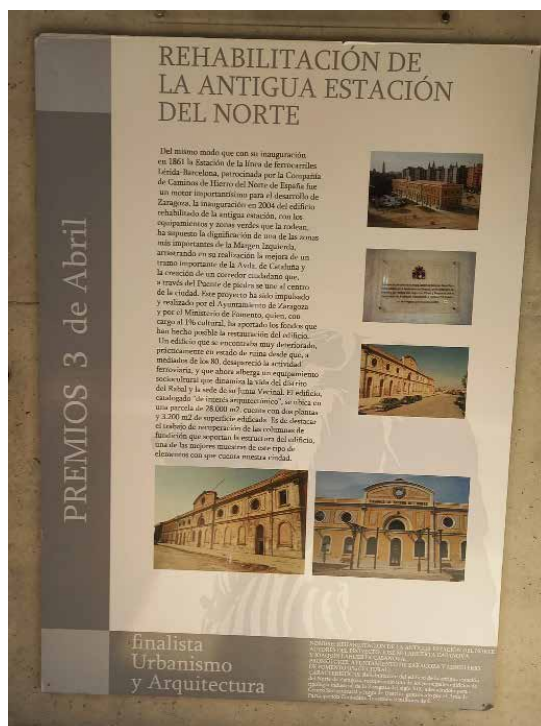 REHABILITACIÓN DE
LA ANTIGUA ESTACIÓN
DEL NORTE
Del mismo modo que con su inauguración
en 1861 la Estación de la línea de ferrocarriles
Lérida-Barcelona, patrocinada por la Compañía
de Caminos de Hierro del Norte de España fue
un motor importantísimo para el desarrollo de
Zaragoza, la inauguración en 2004 del edificio
rehabilitado de la antigua estación, con los
equipamientos y zonas verdes que la rodean,
ha supuesto la dignificación de una de las zonas
más importantes de la Margen Izquierda,
arrastrando en su realización la mejora de un
tramo importante de la Avda. de Cataluña y
la creación de un corredor ciudadano que,
a través del Puente de piedra se une al centro
de la ciudad. Este proyecto ha sido impulsado
y realizado por el Ayuntamiento de Zaragoza
y por el Ministerio de Fomento, quien, con
cargo al 1% cultural, ha aportado los fondos que
han hecho posible la restauración del edificio.
Un edificio que se encontraba muy deteriorado,
prácticamente en estado de ruina desde que, a
mediados de los 80, desapareció la actividad
ferroviaria, y que ahora alberga un equipamiento
sociocultural que dinamiza la vida del distrito
del Rabal y la sede de su Junta Vecinal. El edificio,
catalogado "de interés arquitectónico", se ubica en
una parcela de 28.000 m2, cuenta con dos plantas
y 3.200 m2 de superficie edificada. Es de destacar
el trabajo de recuperación de las columnas de
fundición que soportan la estructura del edificio,
una de las mejores muestras de este tipo de
elementos con que cuenta nuestra ciudad.
PREMIOS 3 de Abril
finalista
Urbanismo
y Arquitectura